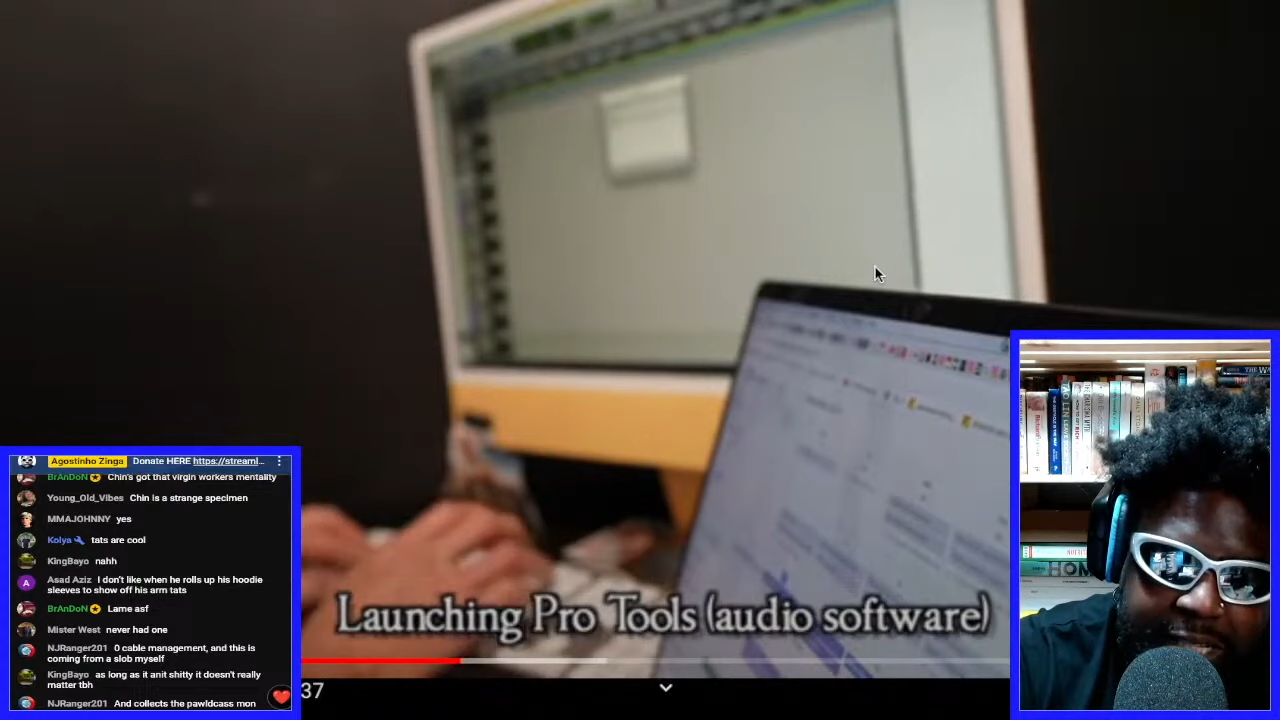 Agostinho Zinga Donate HERE https://streaml...
BrAnDoN Chin's got that virgin workers mentality
Young_Old_Vibes Chin is a strange specimen
MMAJOHNNY yes
Kolya tats are cool
KingBayo nahh
Asad Aziz I don't like when he rolls up his hoodie
sleeves to show off his arm tats
BrAnDoN Lame asf
Mister West never had one
NJRanger201 0 cable management, and this is
coming from a slob myself
KingBayo as long as it anit shitty it doesn't really
matter tbh
NJRanger201 And collects the pawldcass mon
Launching Pro Tools (audio software)
37